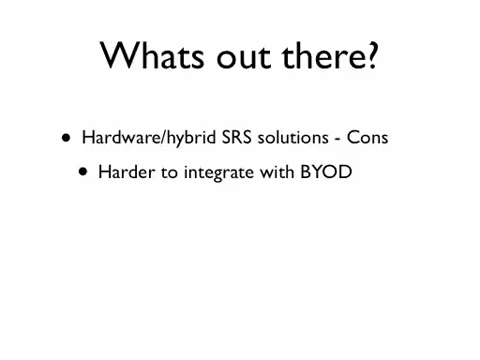 Whats out there?
• Hardware/hybrid SRS solutions - Cons
• Harder to integrate with BYOD